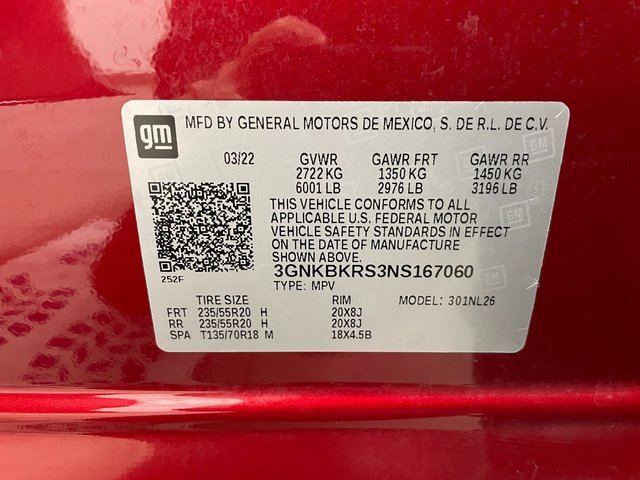 gm MFD BY GENERAL MOTORS DE MEXICO, S. DE R.L. DE C.V.
03/22 GVWR GAWR FRT GAWR RR
2722 KG 1350 KG 1450 KG
6001 LB 2976 LB 3196 LB
THIS VEHICLE CONFORMS TO ALL
APPLICABLE U.S. FEDERAL MOTOR
VEHICLE SAFETY STANDARDS IN EFFECT
ON THE DATE OF MANUFACTURE
SHOWN ABOVE.
3GNKBKRS3NS167060
252F
TYPE: MPV MODEL: 301NL26
TIRE SIZE RIM
FRT 235/55R20 H 20X8J
RR 235/55R20 H 20X8J
SPA T135/70R18 M 18X4.5B